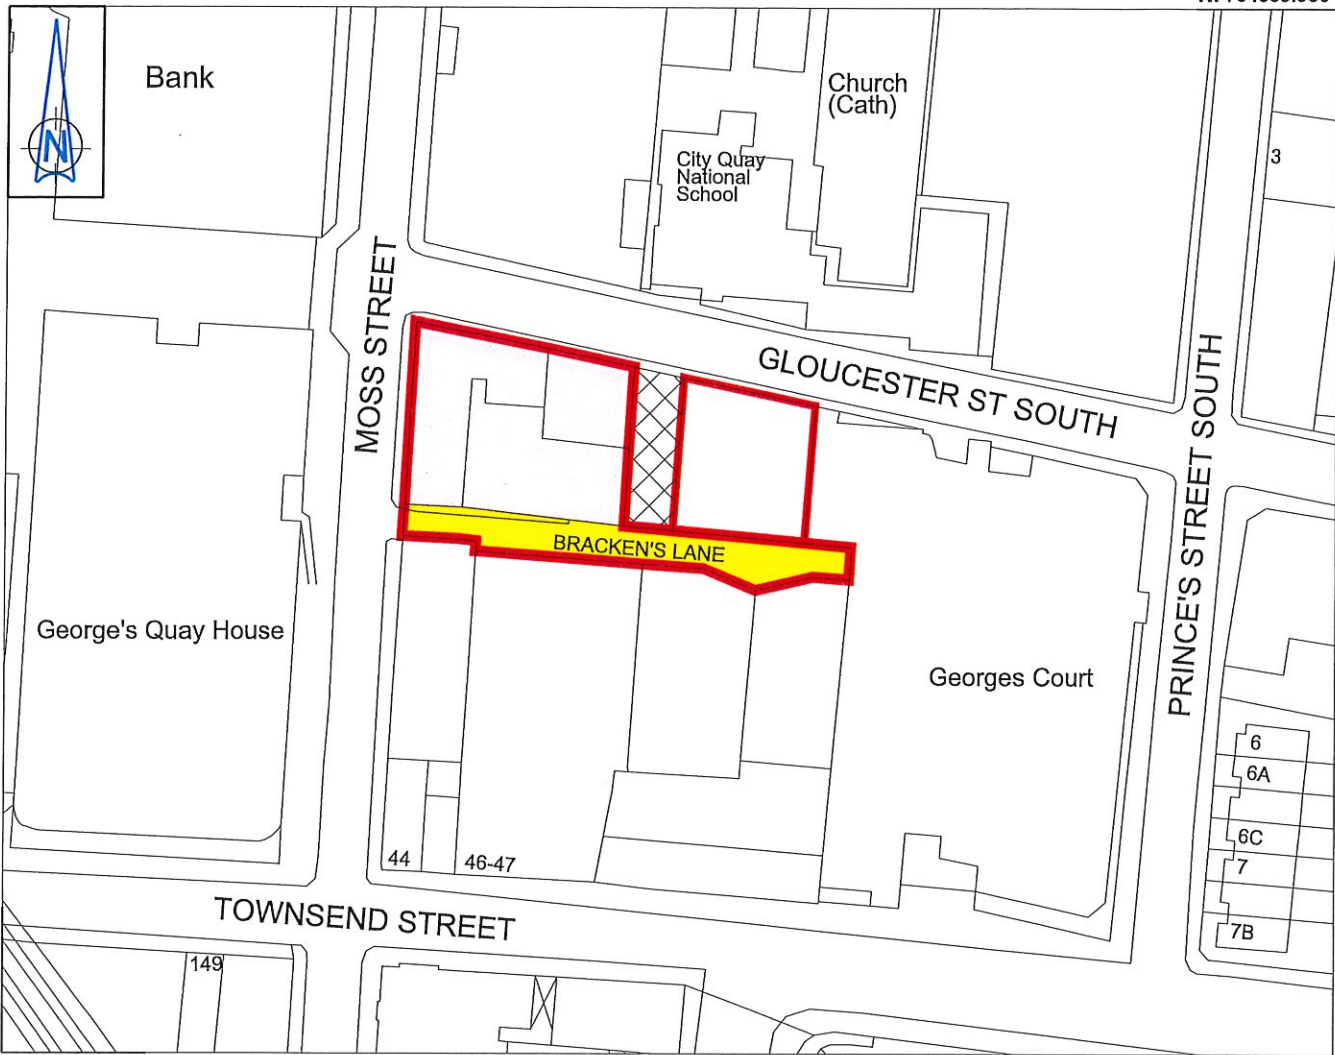 Bank
N
Church
(Cath)
City Quay
National
School
3
MOSS STREET
GLOUCESTER ST SOUTH
PRINCE'S STREET SOUTH
BRACKEN'S LANE
George's Quay House
Georges Court
6
6A
6C
7
7B
44
46-47
TOWNSEND STREET
149